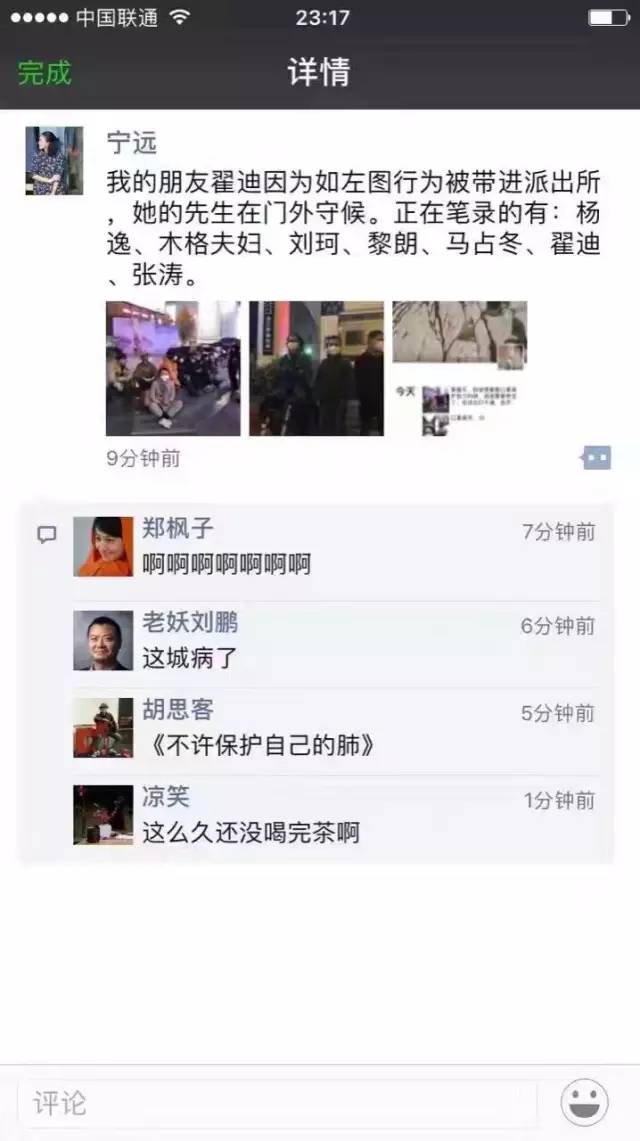 中国联通
23:17
完成
详情
宁远
我的朋友翟迪因为如左图行为被带进派出所
，她的先生在门外守候。正在笔录的有：杨
逸、木格夫妇、刘珂、黎朗、马占冬、翟迪
、张涛。
今天
9分钟前
郑枫子
7分钟前
啊啊啊啊啊啊啊
老妖刘鹏
6分钟前
这城病了
胡思客
5分钟前
《不许保护自己的肺》
凉笑
1分钟前
这么久还没喝完茶啊
评论